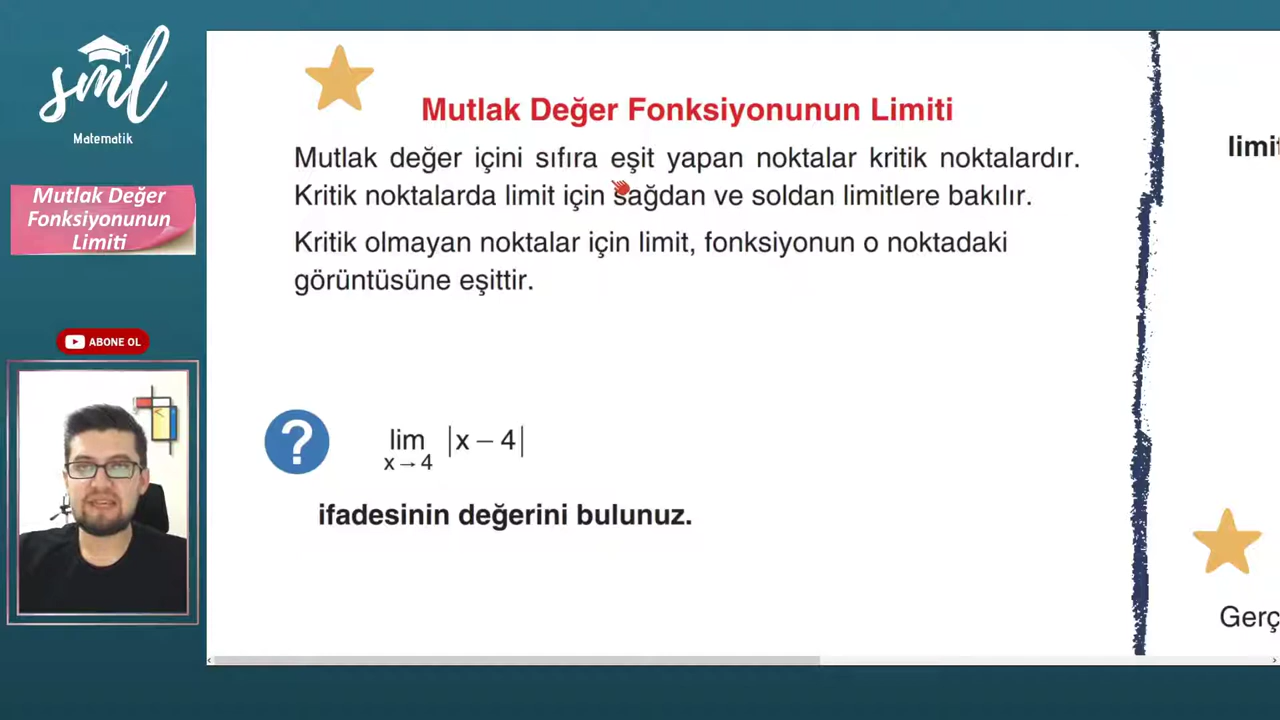 sml
Matematik
Mutlak Değer
Fonksiyonunun
Limiti
ABONE OL
Mutlak Değer Fonksiyonunun Limiti
Mutlak değer içini sıfıra eşit yapan noktalar kritik noktalardır.
Kritik noktalarda limit için sağdan ve soldan limitlere bakılır.
Kritik olmayan noktalar için limit, fonksiyonun o noktadaki
görüntüsüne eşittir.
?
lim |x – 4|
x → 4
ifadesinin değerini bulunuz.
limi
Gerç